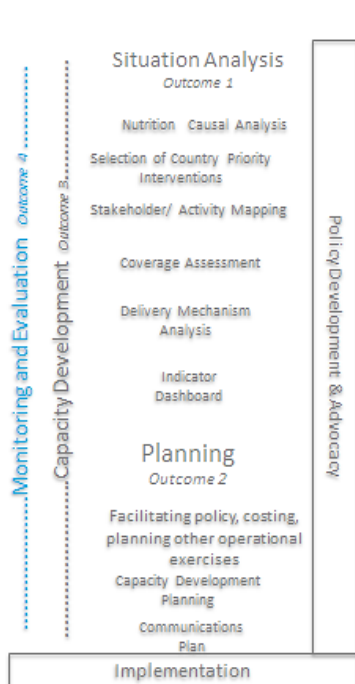 Situation Analysis
Outcome 1
Nutrition Causal Analysis
Selection of Country Priority
Interventions
Stakeholder/ Activity Mapping
Coverage Assessment
Delivery Mechanism
Analysis
Indicator
Dashboard
Planning
Outcome 2
Facilitating policy, costing,
planning other operational
exercises
Capacity Development
Planning
Communications
Plan
Implementation
Monitoring and Evaluation Outcome 4
Capacity Development Outcome 3
Policy Development & Advocacy